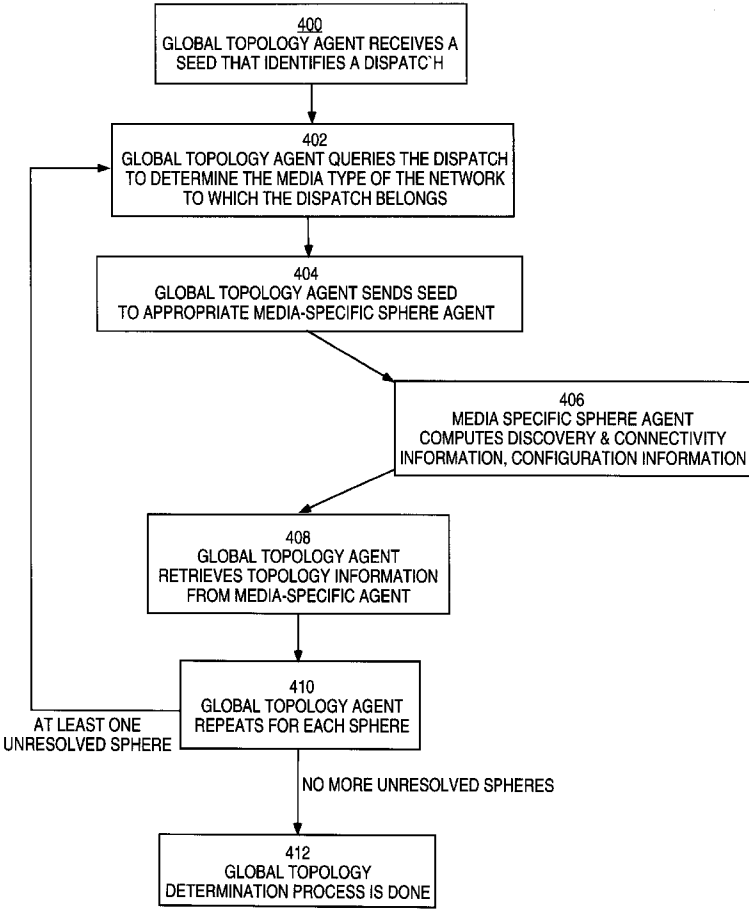 400
GLOBAL TOPOLOGY AGENT RECEIVES A
SEED THAT IDENTIFIES A DISPATC`H
402
GLOBAL TOPOLOGY AGENT QUERIES THE DISPATCH
TO DETERMINE THE MEDIA TYPE OF THE NETWORK
TO WHICH THE DISPATCH BELONGS
404
GLOBAL TOPOLOGY AGENT SENDS SEED
TO APPROPRIATE MEDIA-SPECIFIC SPHERE AGENT
406
MEDIA SPECIFIC SPHERE AGENT
COMPUTES DISCOVERY & CONNECTIVITY
INFORMATION, CONFIGURATION INFORMATION
408
GLOBAL TOPOLOGY AGENT
RETRIEVES TOPOLOGY INFORMATION
FROM MEDIA-SPECIFIC AGENT
410
GLOBAL TOPOLOGY AGENT
REPEATS FOR EACH SPHERE
AT LEAST ONE
UNRESOLVED SPHERE
NO MORE UNRESOLVED SPHERES
412
GLOBAL TOPOLOGY
DETERMINATION PROCESS IS DONE